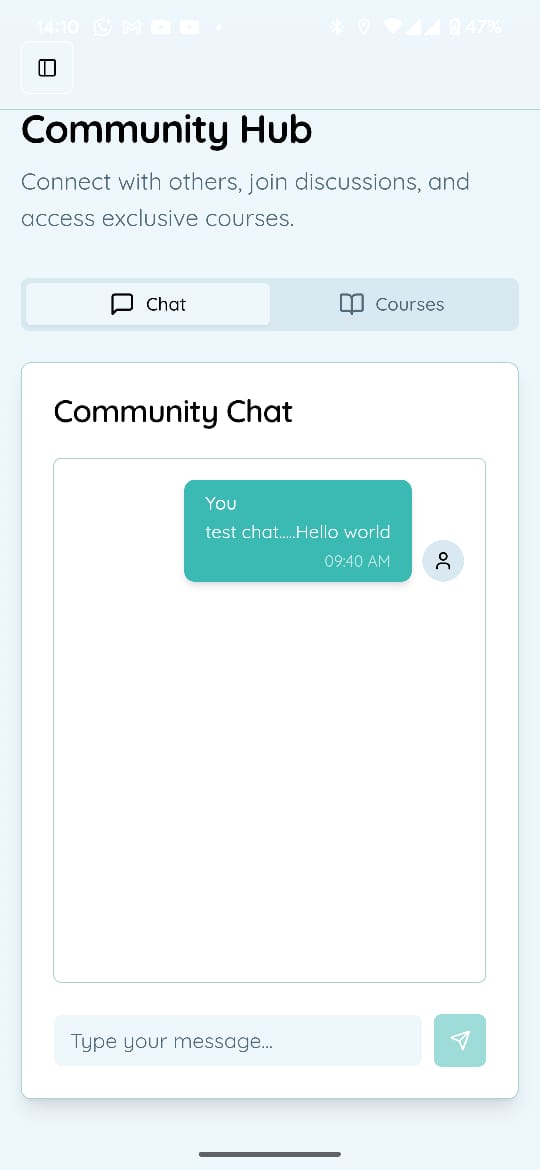 14:10
47%
Community Hub
Connect with others, join discussions, and
access exclusive courses.
Chat
Courses
Community Chat
You
test chat.....Hello world
09:40 AM
Type your message...